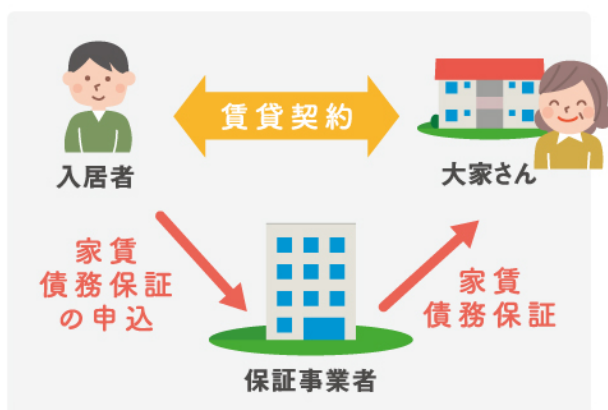 賃貸契約
入居者
大家さん
家賃
債務保証
の申込
家賃
債務保証
保証事業者